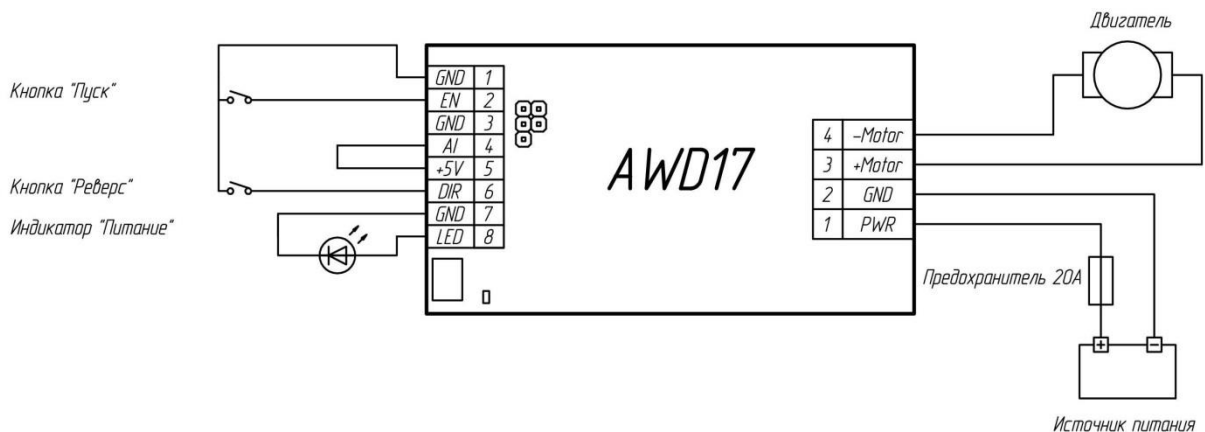 Двигатель
Кнопка "Пуск"
Кнопка "Реверс"
Индикатор "Питание"
GND 1
EN 2
GND 3
AI 4
+5V 5
DIR 6
GND 7
LED 8
AWD17
4 -Motor
3 +Motor
2 GND
1 PWR
Предохранитель 20А
+ -
Источник питания